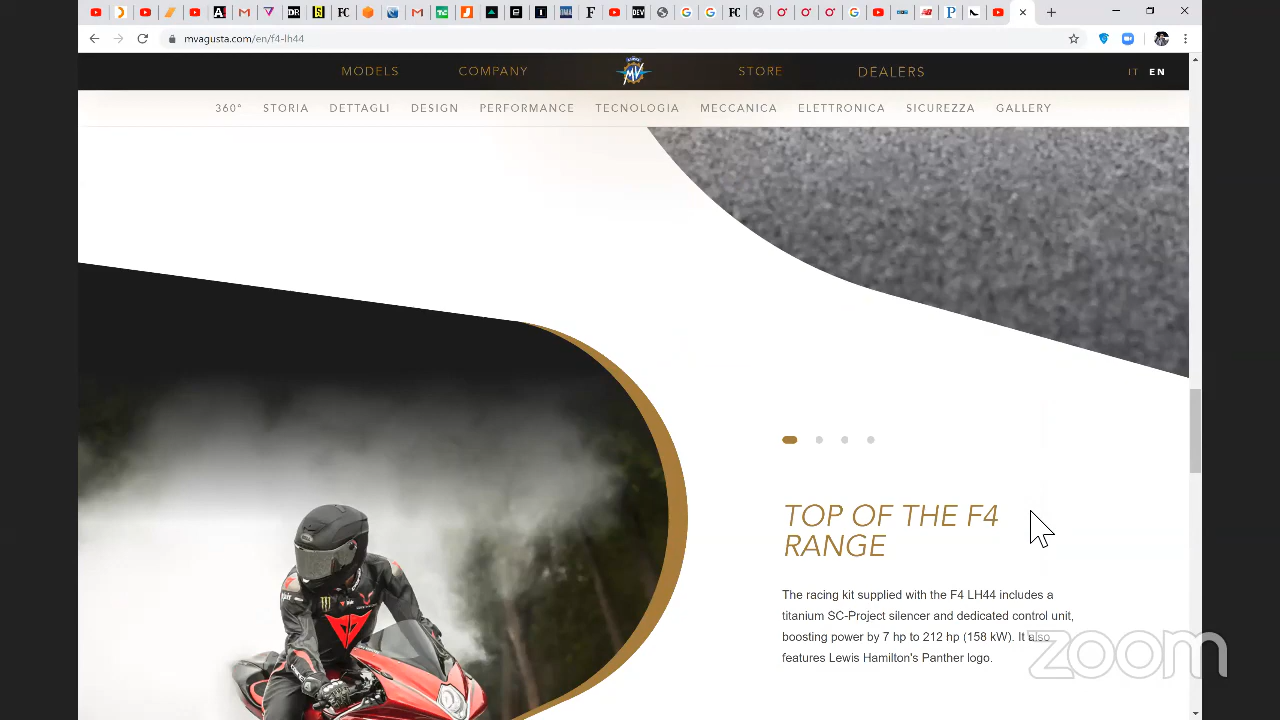 mvagusta.com/en/f4-lh44
MODELS COMPANY MV STORE DEALERS IT EN
360° STORIA DETTAGLI DESIGN PERFORMANCE TECNOLOGIA MECCANICA ELETTRONICA SICUREZZA GALLERY
TOP OF THE F4
RANGE
The racing kit supplied with the F4 LH44 includes a
titanium SC-Project silencer and dedicated control unit,
boosting power by 7 hp to 212 hp (158 kW). It also
features Lewis Hamilton's Panther logo.
zoom